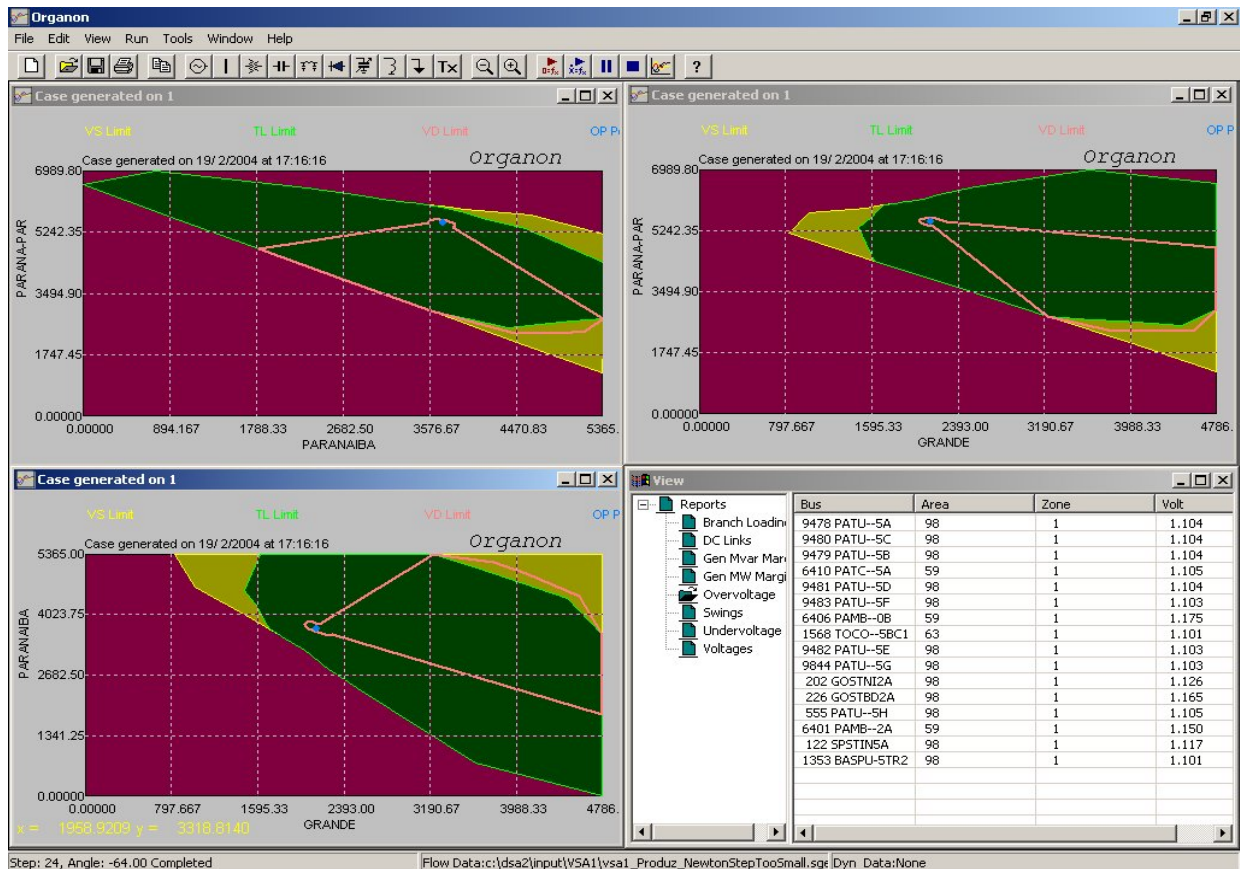 Organon
File Edit View Run Tools Window Help
Tx ?
Case generated on 1
VS Limit TL Limit VD Limit OP P
Case generated on 19/ 2/2004 at 17:16:16 Organon
6989.80
5242.35
3494.90
1747.45
0.00000
PARANA-PAR
0.00000 894.167 1788.33 2682.50 3576.67 4470.83 5365.
PARANAIBA
Case generated on 1
VS Limit TL Limit VD Limit OP P
Case generated on 19/ 2/2004 at 17:16:16 Organon
6989.80
5242.35
3494.90
1747.45
0.00000
PARANA-PAR
0.00000 797.667 1595.33 2393.00 3190.67 3988.33 4786.
GRANDE
Case generated on 1
VS Limit TL Limit VD Limit OP P
Case generated on 19/ 2/2004 at 17:16:16 Organon
5365.00
4023.75
2682.50
1341.25
0.00000
PARANAIBA
0.00000 797.667 1595.33 2393.00 3190.67 3988.33 4786.
GRANDE
x = 1958.9209 y = 3318.8140
View
Reports
Branch Loadin
DC Links
Gen Mvar Mar
Gen MW Margi
Overvoltage
Swings
Undervoltage
Voltages
Bus Area Zone Volt
9478 PATU--5A 98 1 1.104
9480 PATU--5C 98 1 1.104
9479 PATU--5B 98 1 1.104
6410 PATC--5A 59 1 1.105
9481 PATU--5D 98 1 1.104
9483 PATU--5F 98 1 1.103
6406 PAMB--0B 59 1 1.175
1568 TOCO--5BC1 63 1 1.101
9482 PATU--5E 98 1 1.103
9844 PATU--5G 98 1 1.103
202 GOSTNI2A 98 1 1.126
226 GOSTBD2A 98 1 1.165
555 PATU--5H 98 1 1.105
6401 PAMB--2A 59 1 1.150
122 SPSTIN5A 98 1 1.117
1353 BASPU-5TR2 98 1 1.101
Step: 24, Angle: -64.00 Completed Flow Data:c:\dsa2\input\VSA1\vsa1_Produz_NewtonStepTooSmall.sge Dyn Data:None